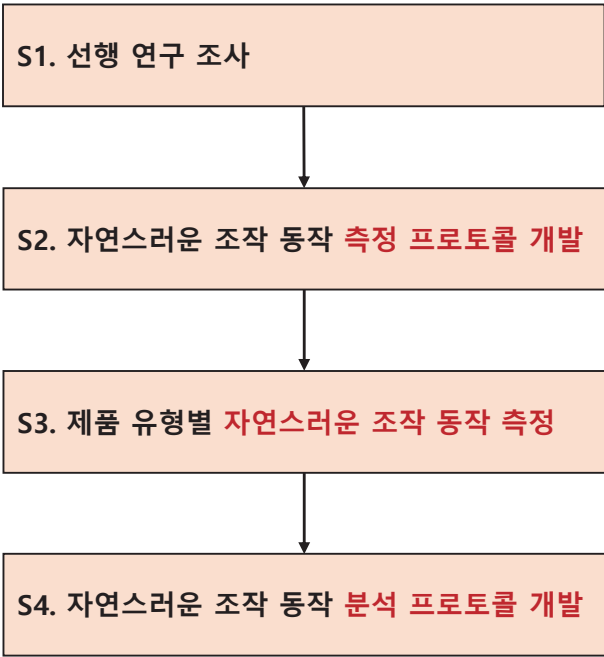 S1. 선행 연구 조사
S2. 자연스러운 조작 동작 측정 프로토콜 개발
S3. 제품 유형별 자연스러운 조작 동작 측정
S4. 자연스러운 조작 동작 분석 프로토콜 개발